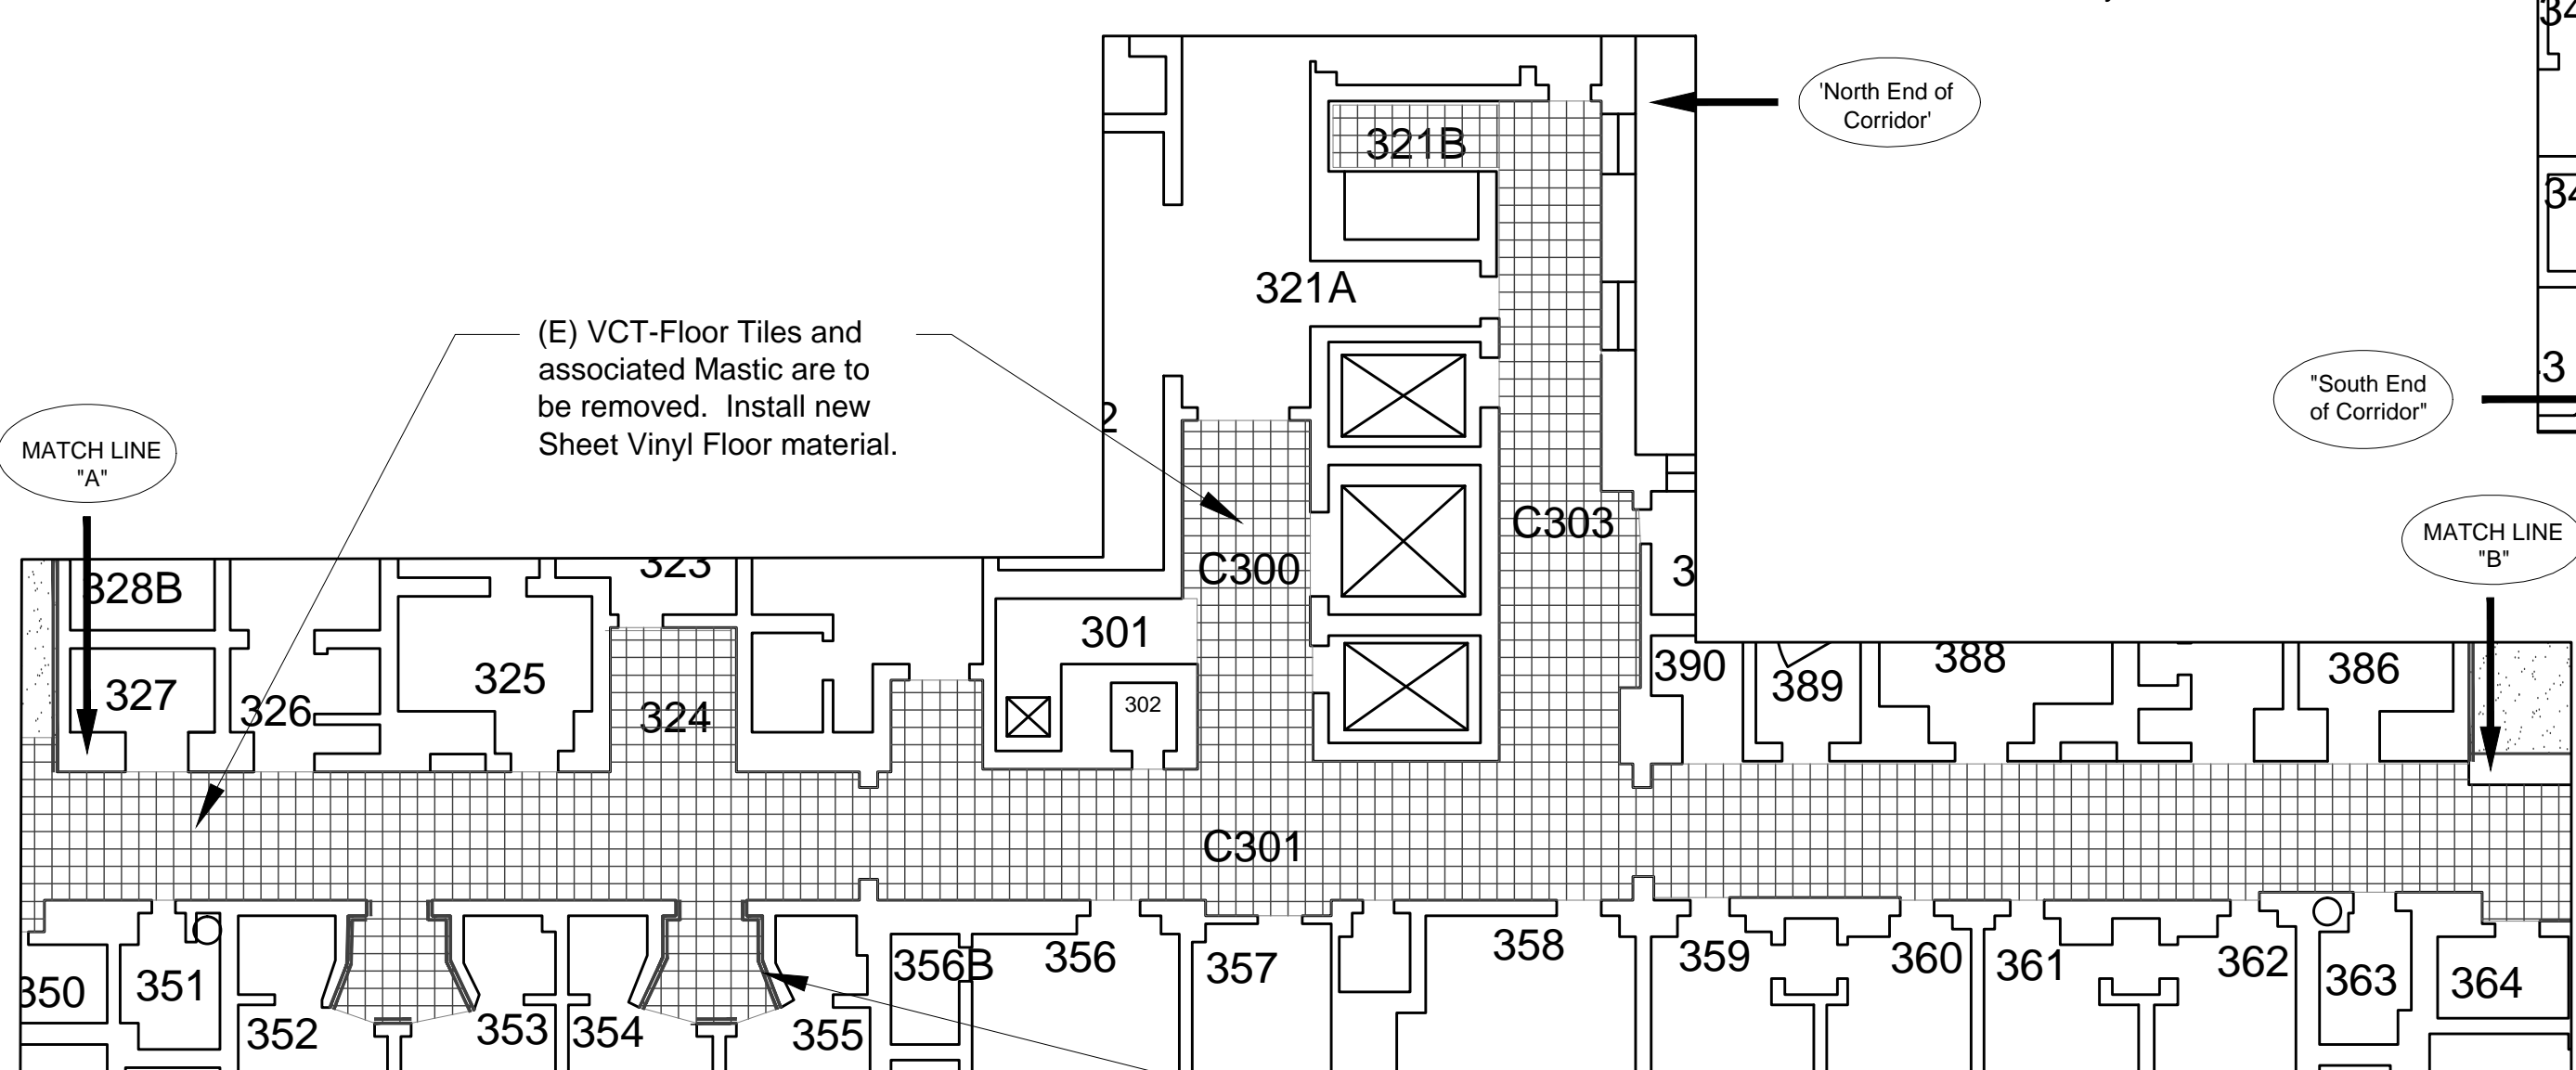 'North End of
Corridor'
321B
34
321A
(E) VCT-Floor Tiles and
associated Mastic are to
be removed. Install new
Sheet Vinyl Floor material.
"South End
of Corridor"
MATCH LINE
"A"
MATCH LINE
"B"
C303
C300
328B
323
301
302
327
326
325
324
390
389
388
386
C301
350
351
352
353
354
355
356B
356
357
358
359
360
361
362
363
364